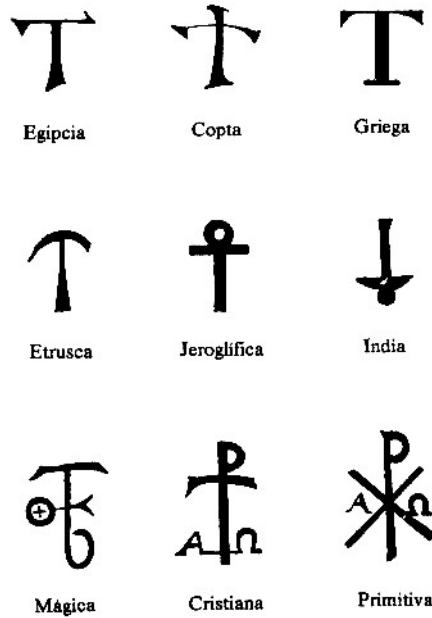 Egipcia Copta Griega
Etrusca Jeroglífica India
Α Ω Α Ω
Mágica Cristiana Primitiva